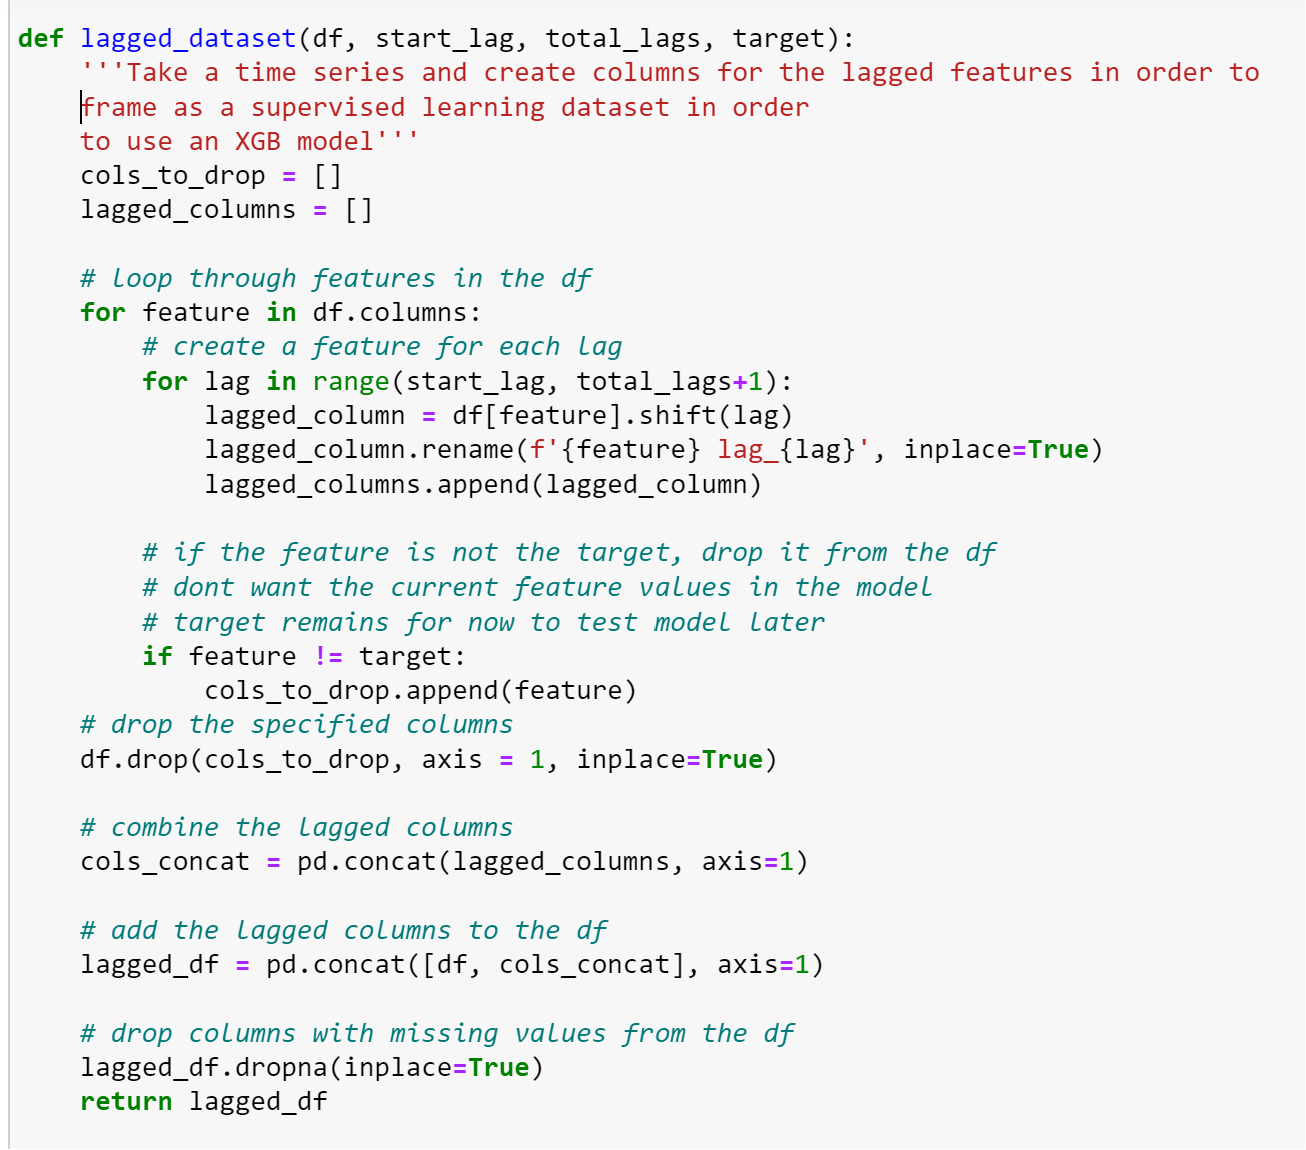 def lagged_dataset(df, start_lag, total_lags, target):
    '''Take a time series and create columns for the lagged features in order to
    frame as a supervised learning dataset in order
    to use an XGB model'''
    cols_to_drop = []
    lagged_columns = []

    # loop through features in the df
    for feature in df.columns:
        # create a feature for each lag
        for lag in range(start_lag, total_lags+1):
            lagged_column = df[feature].shift(lag)
            lagged_column.rename(f'{feature} lag_{lag}', inplace=True)
            lagged_columns.append(lagged_column)

        # if the feature is not the target, drop it from the df
        # dont want the current feature values in the model
        # target remains for now to test model later
        if feature != target:
            cols_to_drop.append(feature)
    # drop the specified columns
    df.drop(cols_to_drop, axis = 1, inplace=True)

    # combine the lagged columns
    cols_concat = pd.concat(lagged_columns, axis=1)

    # add the lagged columns to the df
    lagged_df = pd.concat([df, cols_concat], axis=1)

    # drop columns with missing values from the df
    lagged_df.dropna(inplace=True)
    return lagged_df